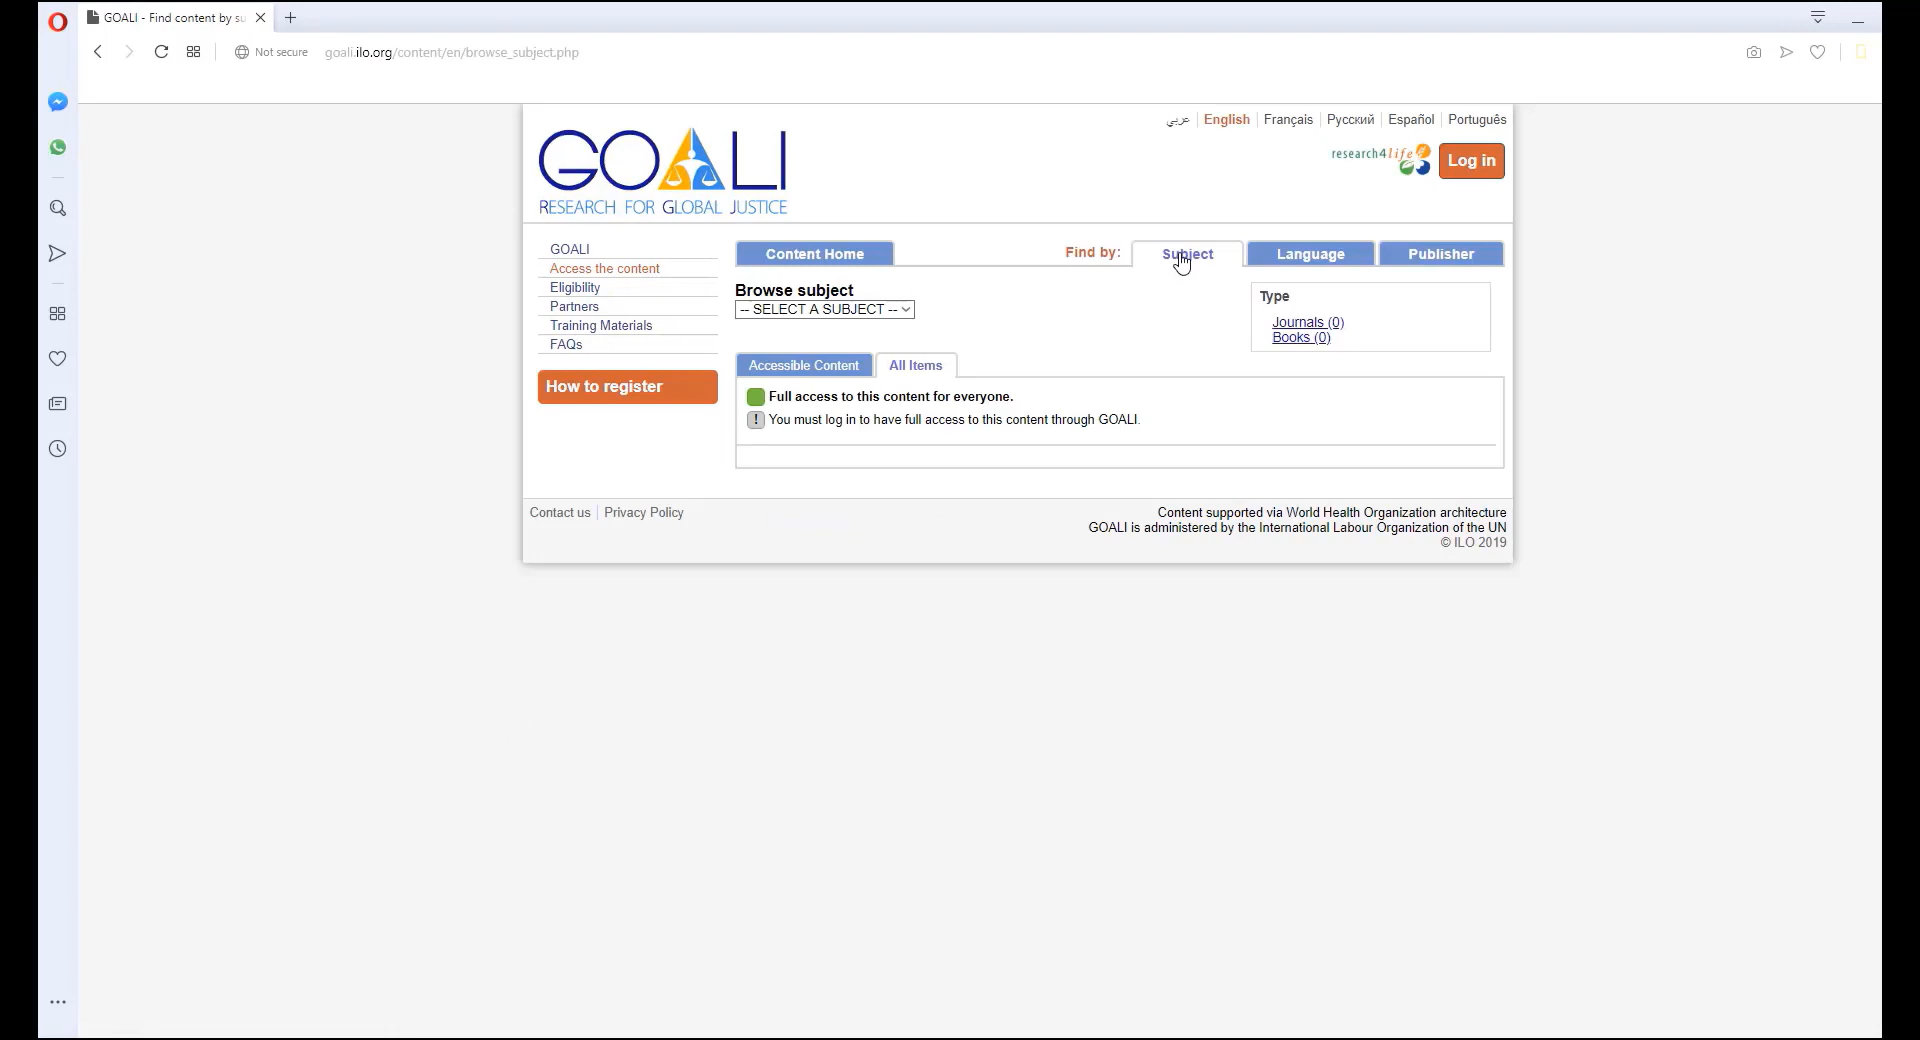 GOALI - Find content by su
Not secure goali.ilo.org/content/en/browse_subject.php
عربي English Français Русский Español Português
GOALI
RESEARCH FOR GLOBAL JUSTICE
research4life
Log in
GOALI
Access the content
Eligibility
Partners
Training Materials
FAQs
How to register
Content Home
Find by:
Subject
Language
Publisher
Browse subject
-- SELECT A SUBJECT --
Type
Journals (0)
Books (0)
Accessible Content
All Items
Full access to this content for everyone.
! You must log in to have full access to this content through GOALI.
Contact us Privacy Policy
Content supported via World Health Organization architecture
GOALI is administered by the International Labour Organization of the UN
© ILO 2019